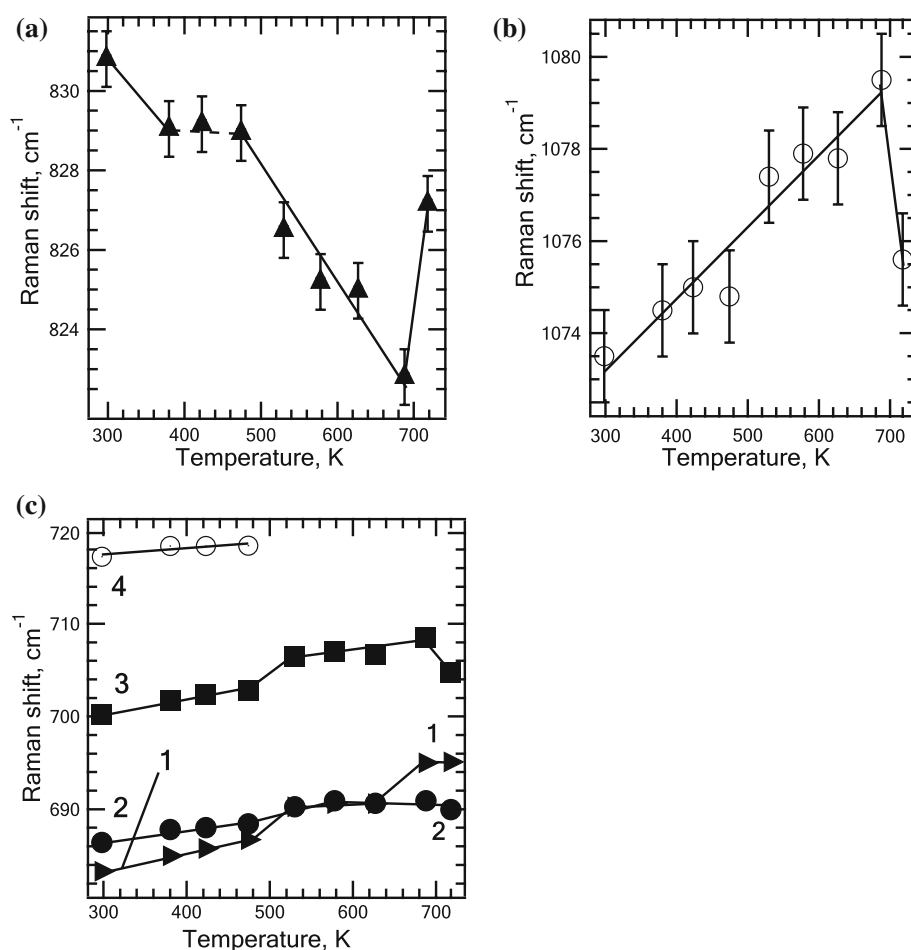 (a)
Raman shift, cm⁻¹
830
828
826
824
300 400 500 600 700
Temperature, K
(b)
Raman shift, cm⁻¹
1080
1078
1076
1074
300 400 500 600 700
Temperature, K
(c)
Raman shift, cm⁻¹
720
710
700
690
4
3
1
2
1
2
300 400 500 600 700
Temperature, K